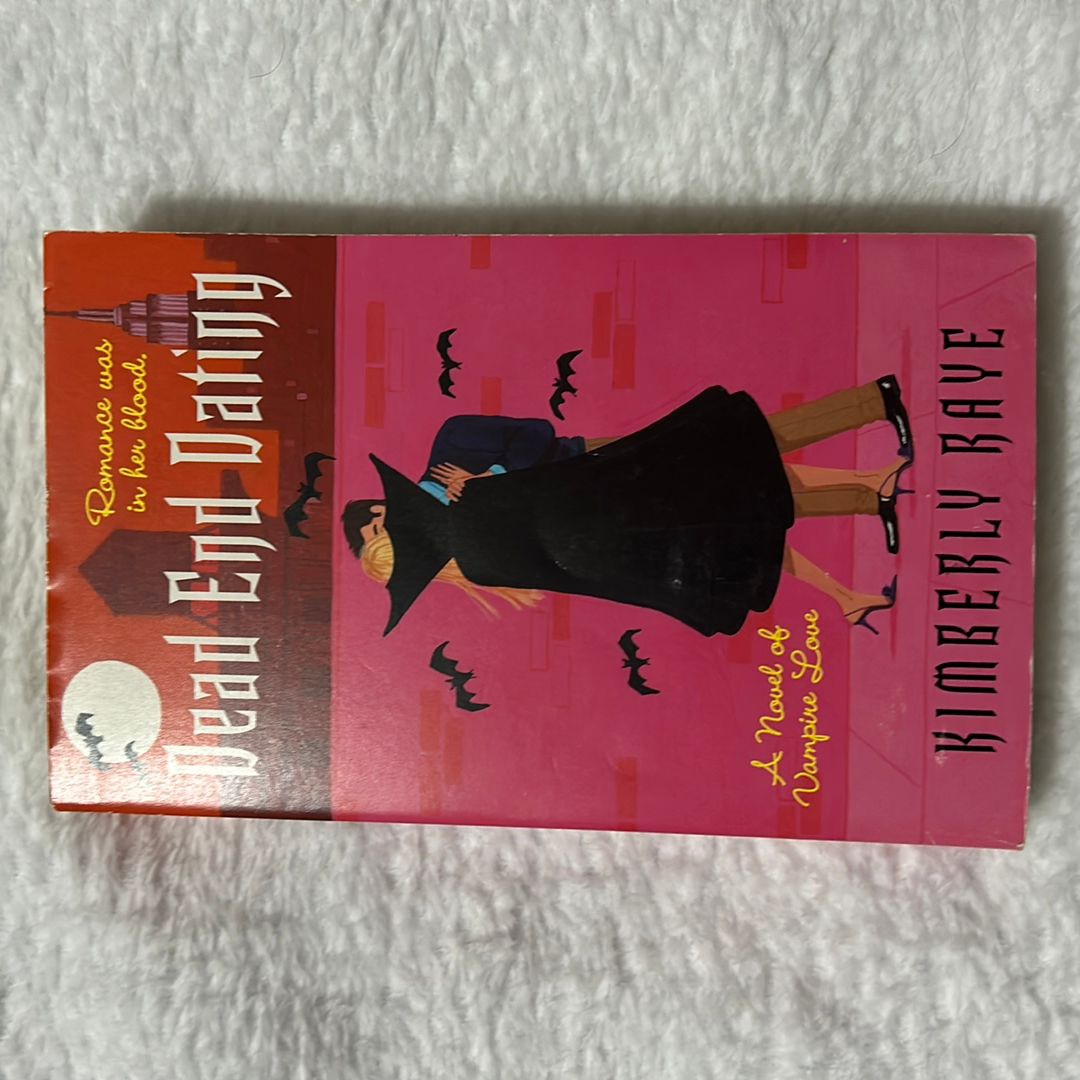 Romance was
in her blood.
Dead End Dating
A Novel of
Vampire Love
KIMBERLY RAYE